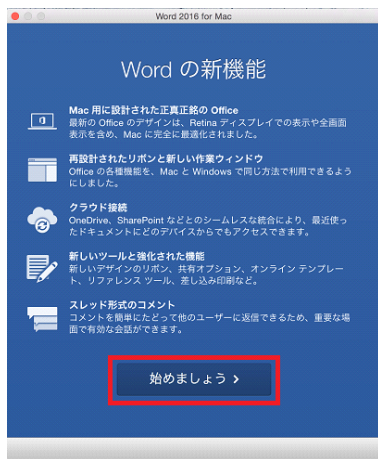 Word 2016 for Mac
Word の新機能
Mac 用に設計された正真正銘の Office
最新の Office のデザインは、Retina ディスプレイでの表示や全画面
表示を含め、Mac に完全に最適化されました。
再設計されたリボンと新しい作業ウィンドウ
Office の各種機能を、Mac と Windows で同じ方法で利用できるよう
にしました。
クラウド接続
OneDrive、SharePoint などとのシームレスな統合により、最近使っ
たドキュメントにどのデバイスからでもアクセスできます。
新しいツールと強化された機能
新しいデザインのリボン、共有オプション、オンライン テンプレー
ト、リファレンス ツール、差し込み印刷など。
スレッド形式のコメント
コメントを簡単にたどって他のユーザーに返信できるため、重要な場
面で有効な会話ができます。
始めましょう >